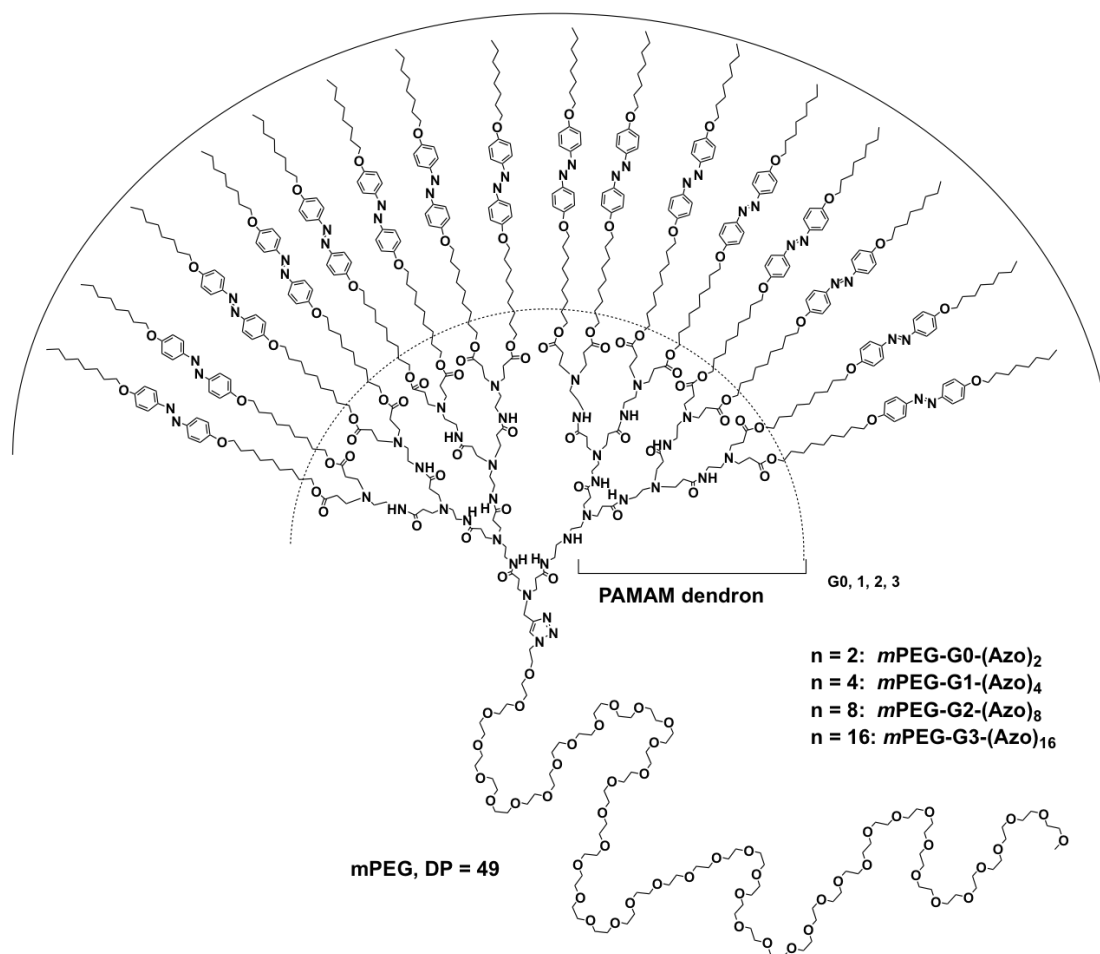 PAMAM dendron
G0, 1, 2, 3
n = 2: mPEG-G0-(Azo)₂
n = 4: mPEG-G1-(Azo)₄
n = 8: mPEG-G2-(Azo)₈
n = 16: mPEG-G3-(Azo)₁₆
mPEG, DP = 49